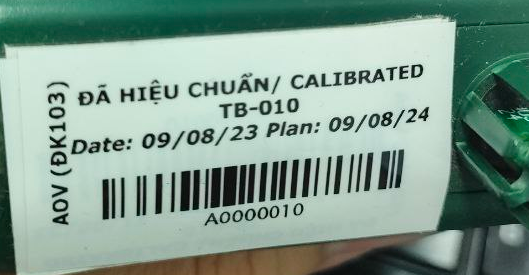 AOV (ĐK103)
ĐÃ HIỆU CHUẨN/ CALIBRATED
TB-010
Date: 09/08/23 Plan: 09/08/24
A0000010